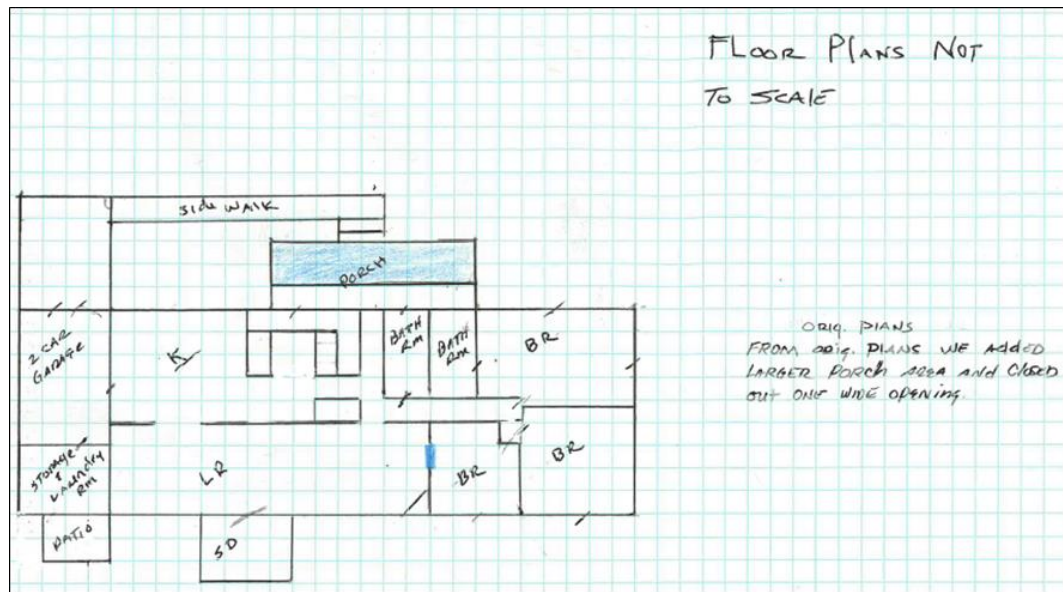 FLOOR PLANS NOT
TO SCALE
Side WALK
PORCH
2 CAR
GARAGE
K
BATH
Rm
BATH
RM
BR
ORIG. PLANS
FROM ORIG. PLANS WE ADDED
LARGER PORCH AREA AND CLOSED
OUT ONE WIDE OPENING.
STORAGE
&
LAUNDRY
RM
LR
BR
BR
PATIO
SD